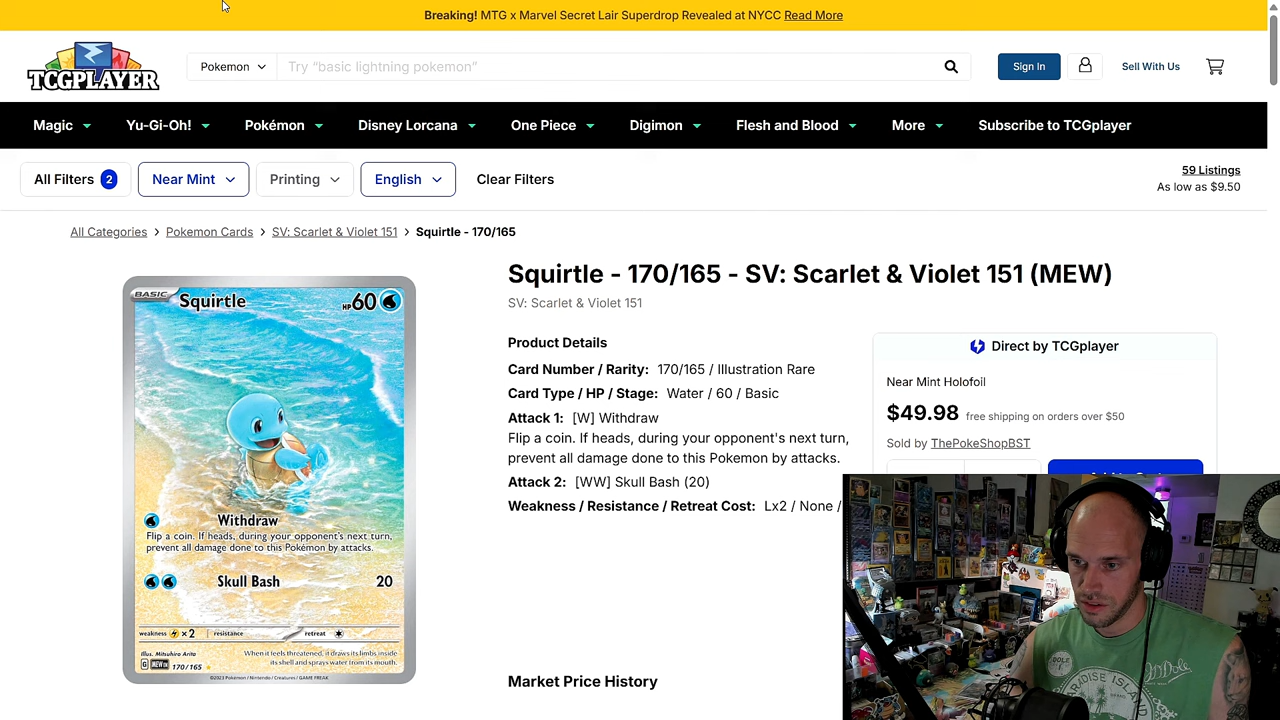 Breaking! MTG x Marvel Secret Lair Superdrop Revealed at NYCC Read More
TCGPLAYER
Pokemon
Try “basic lightning pokemon”
Sign In
Sell With Us
Magic
Yu-Gi-Oh!
Pokémon
Disney Lorcana
One Piece
Digimon
Flesh and Blood
More
Subscribe to TCGplayer
All Filters 2
Near Mint
Printing
English
Clear Filters
59 Listings
As low as $9.50
All Categories > Pokemon Cards > SV: Scarlet & Violet 151 > Squirtle - 170/165
Squirtle - 170/165 - SV: Scarlet & Violet 151 (MEW)
SV: Scarlet & Violet 151
Product Details
Card Number / Rarity: 170/165 / Illustration Rare
Card Type / HP / Stage: Water / 60 / Basic
Attack 1: [W] Withdraw
Flip a coin. If heads, during your opponent's next turn,
prevent all damage done to this Pokemon by attacks.
Attack 2: [WW] Skull Bash (20)
Weakness / Resistance / Retreat Cost: Lx2 / None /
Market Price History
Direct by TCGplayer
Near Mint Holofoil
$49.98 free shipping on orders over $50
Sold by ThePokeShopBST
BASIC Squirtle HP60
Withdraw
Flip a coin. If heads, during your opponent's next turn,
prevent all damage done to this Pokémon by attacks.
Skull Bash 20
weakness ×2 resistance retreat
Illus. Mitsuhiro Arita
G MEW EN 170/165
When it feels threatened, it draws its limbs inside
its shell and sprays water from its mouth.
©2023 Pokémon / Nintendo / Creatures / GAME FREAK